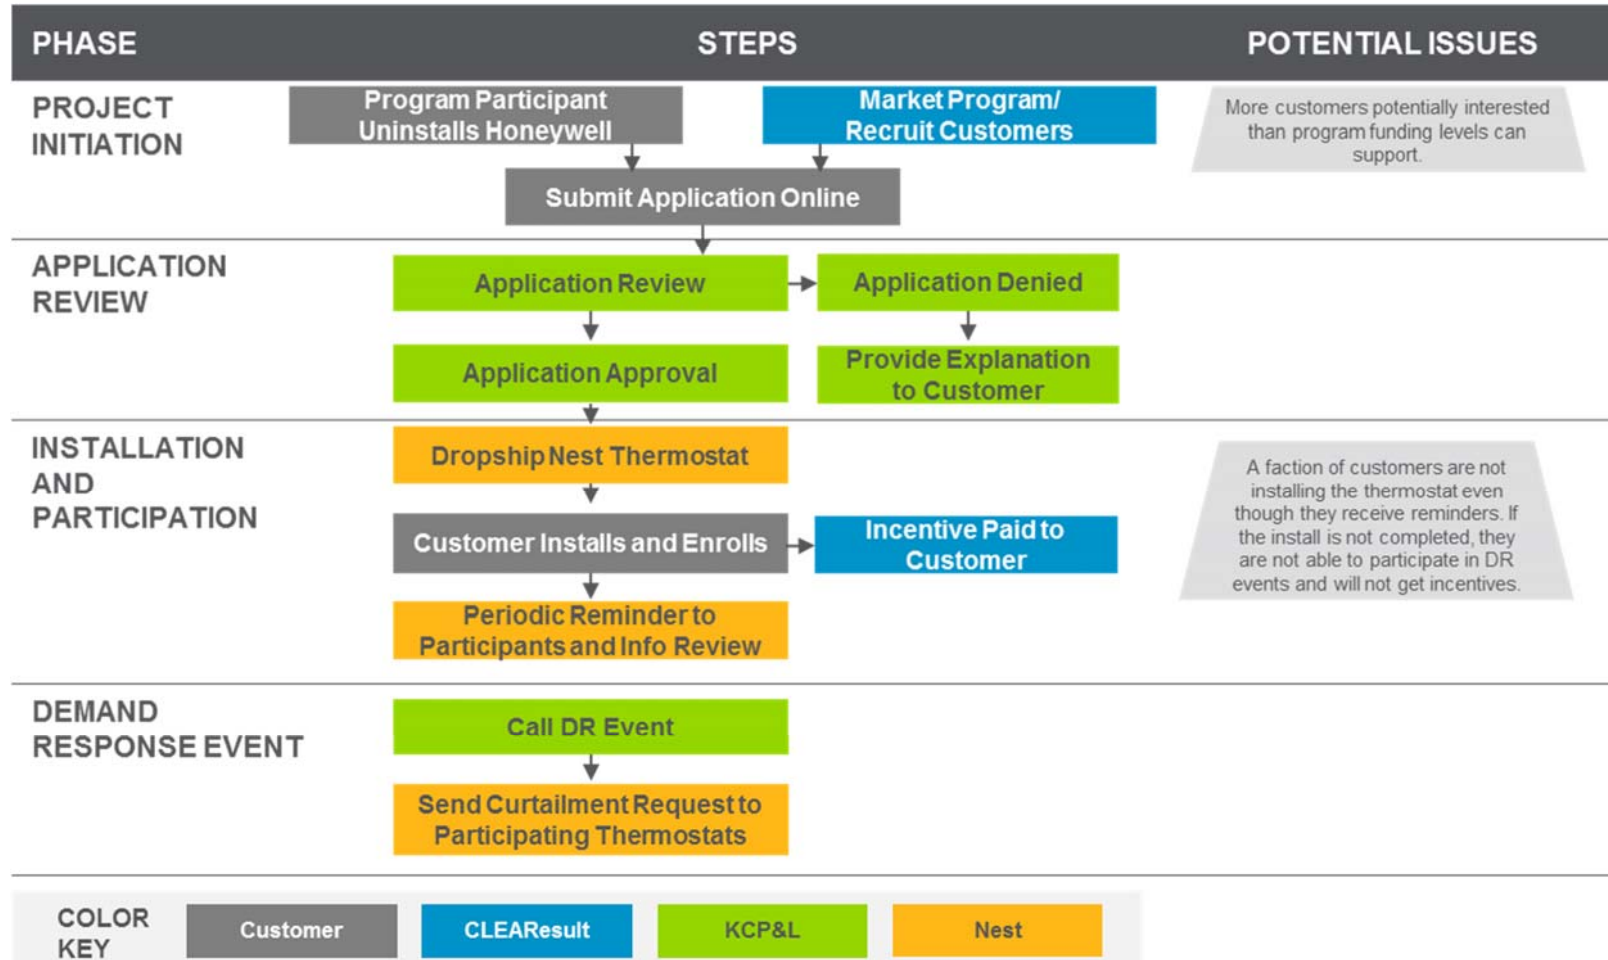 PHASE STEPS POTENTIAL ISSUES
PROJECT
INITIATION
Program Participant
Uninstalls Honeywell
Market Program/
Recruit Customers
Submit Application Online
More customers potentially interested
than program funding levels can
support.
APPLICATION
REVIEW
Application Review
Application Denied
Application Approval
Provide Explanation
to Customer
INSTALLATION
AND
PARTICIPATION
Dropship Nest Thermostat
Customer Installs and Enrolls
Incentive Paid to
Customer
Periodic Reminder to
Participants and Info Review
A faction of customers are not
installing the thermostat even
though they receive reminders. If
the install is not completed, they
are not able to participate in DR
events and will not get incentives.
DEMAND
RESPONSE EVENT
Call DR Event
Send Curtailment Request to
Participating Thermostats
COLOR
KEY
Customer
CLEAResult
KCP&L
Nest